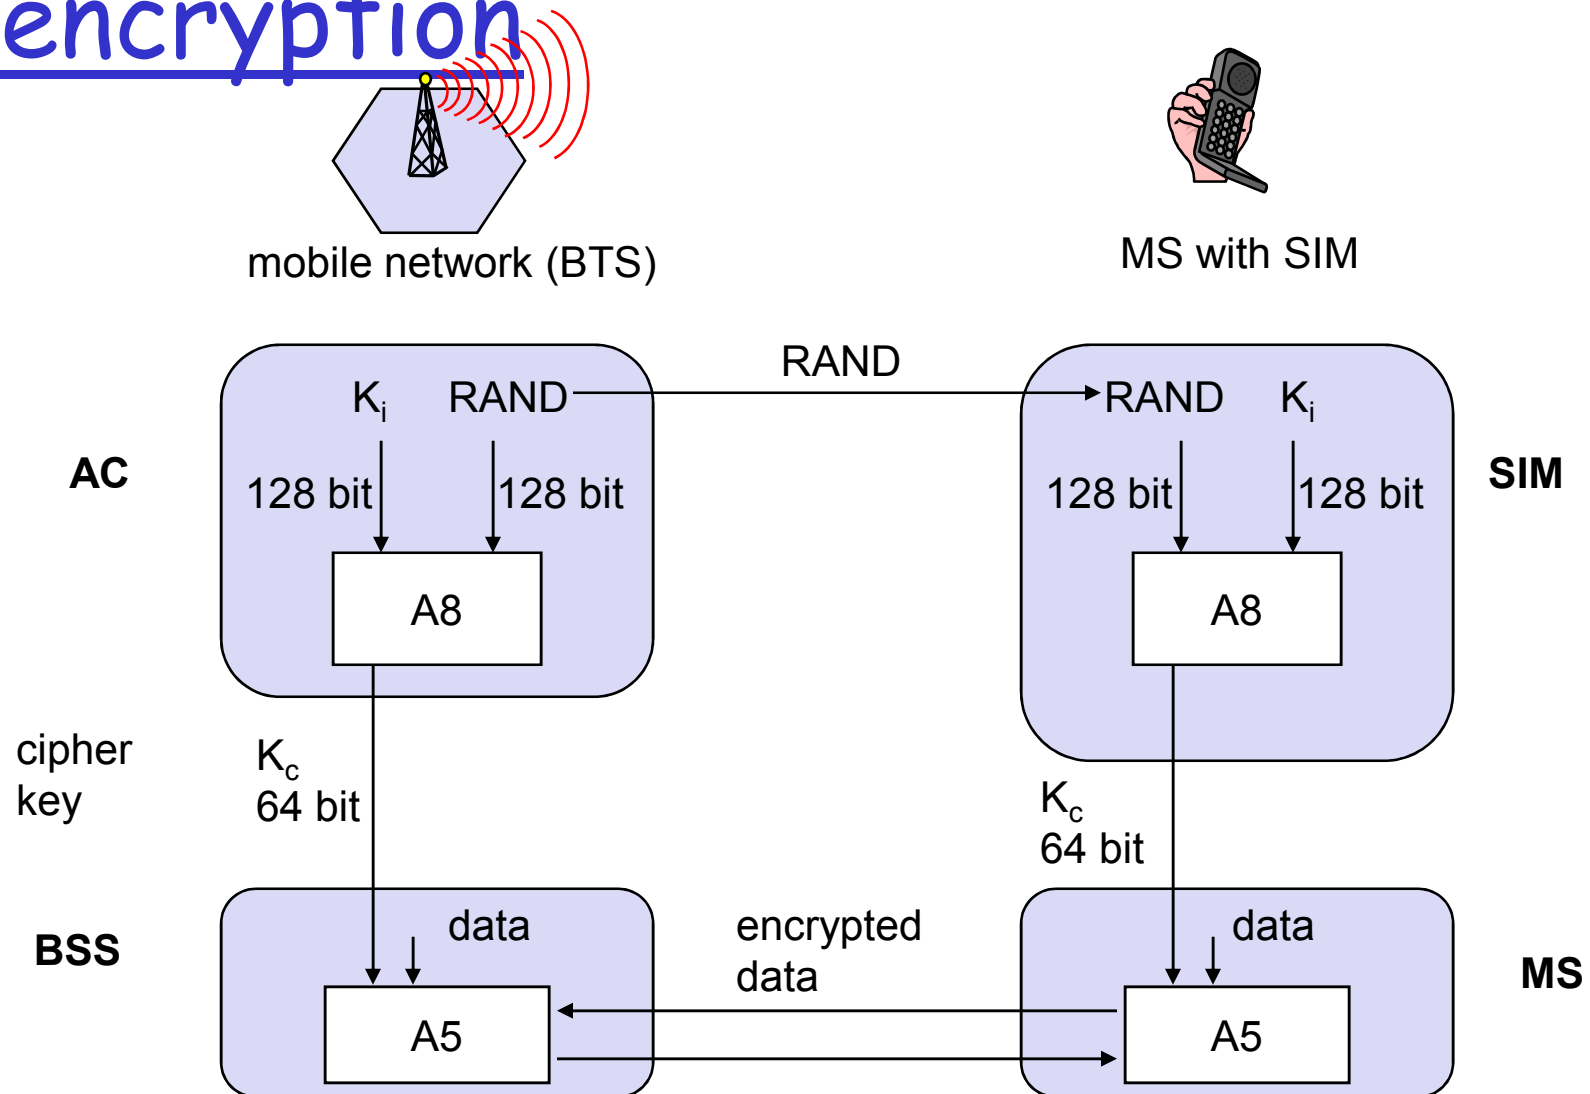 encryption
mobile network (BTS)
MS with SIM
RAND
Ki RAND
RAND Ki
AC
128 bit 128 bit
128 bit 128 bit
SIM
A8
A8
cipher
key
Kc
64 bit
Kc
64 bit
BSS
data
encrypted
data
data
MS
A5
A5